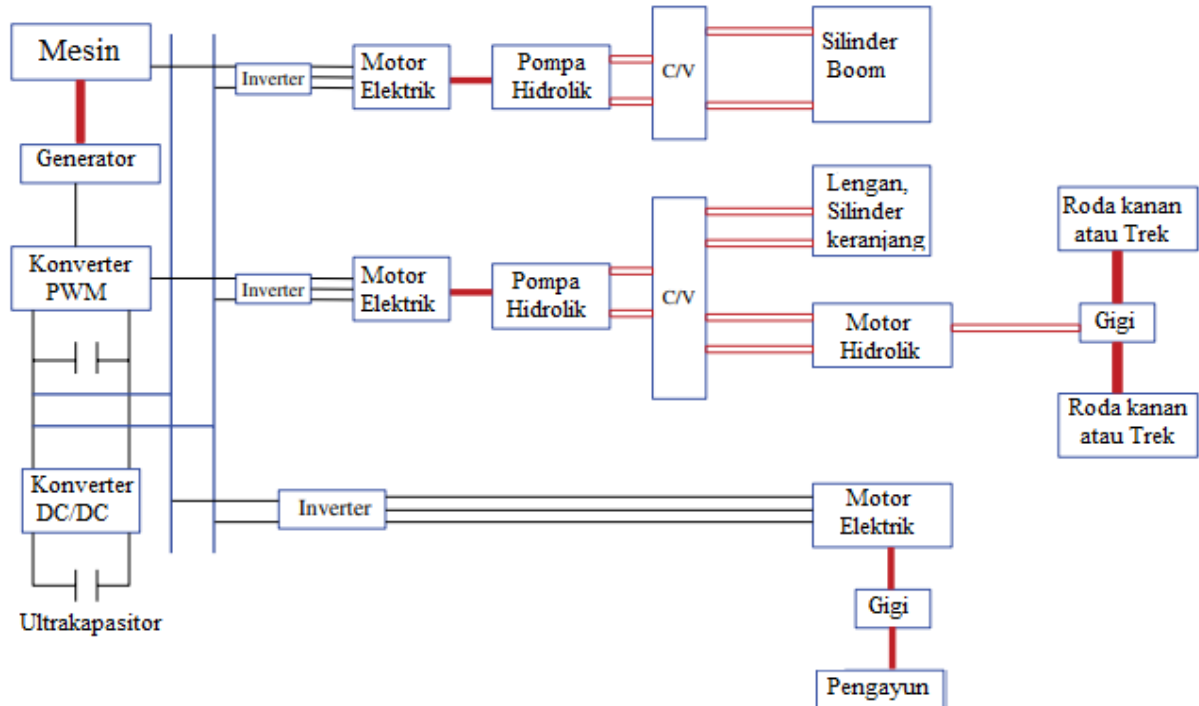 Mesin
Generator
Konverter
PWM
Konverter
DC/DC
Ultrakapasitor
Inverter
Motor
Elektrik
Pompa
Hidrolik
C/V
Silinder
Boom
Inverter
Motor
Elektrik
Pompa
Hidrolik
C/V
Lengan,
Silinder
keranjang
Motor
Hidrolik
Roda kanan
atau Trek
Gigi
Roda kanan
atau Trek
Inverter
Motor
Elektrik
Gigi
Pengayun